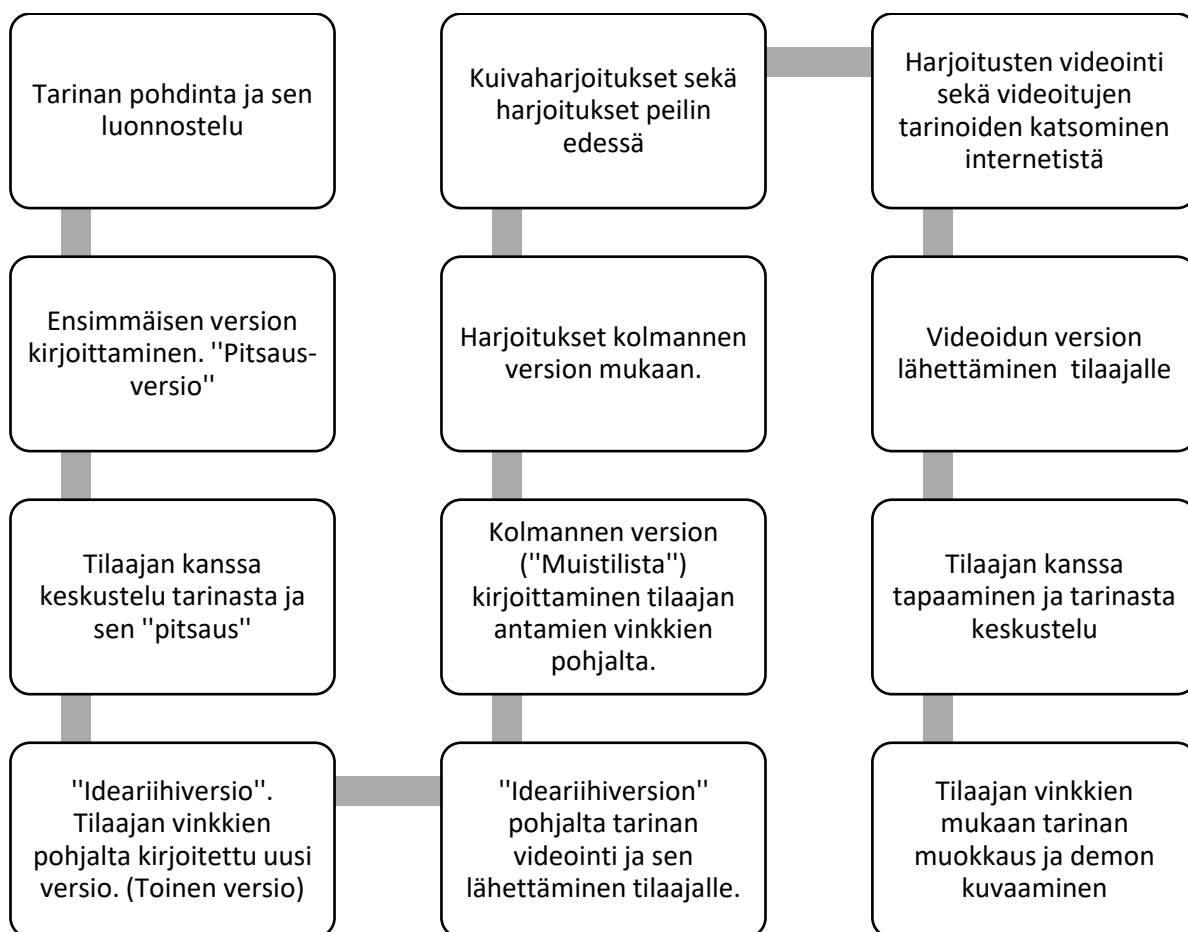 Tarinan pohdinta ja sen
luonnostelu
Ensimmäisen version
kirjoittaminen. "Pitsaus-
versio"
Tilaajan kanssa
keskustelu tarinasta ja
sen "pitsaus"
"Ideariihiversio".
Tilaajan vinkkien
pohjalta kirjoitettu uusi
versio. (Toinen versio)
"Ideariihiversion"
pohjalta tarinan
videointi ja sen
lähettäminen tilaajalle.
Kolmannen version
("Muistilista")
kirjoittaminen tilaajan
antamien vinkkien
pohjalta.
Harjoitukset kolmannen
version mukaan.
Kuivaharjoitukset sekä
harjoitukset peilin
edessä
Harjoitusten videointi
sekä videoitujen
tarinoiden katsominen
internetistä
Videoidun version
lähettäminen  tilaajalle
Tilaajan kanssa
tapaaminen ja tarinasta
keskustelu
Tilaajan vinkkien
mukaan tarinan
muokkaus ja demon
kuvaaminen